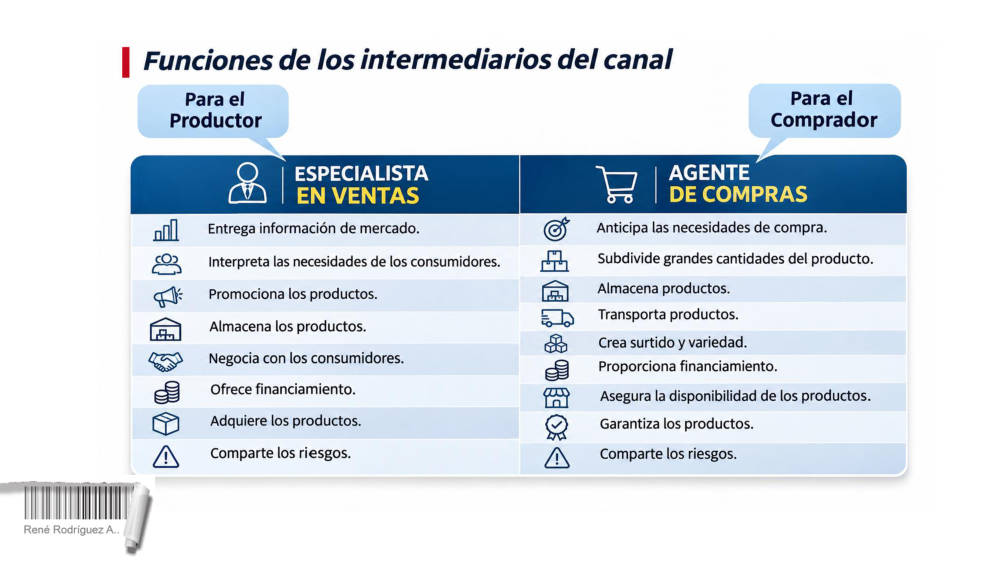 Funciones de los intermediarios del canal
Para el
Productor
Para el
Comprador
ESPECIALISTA
EN VENTAS
AGENTE
DE COMPRAS
Entrega información de mercado.
Interpreta las necesidades de los consumidores.
Promociona los productos.
Almacena los productos.
Negocia con los consumidores.
Ofrece financiamiento.
Adquiere los productos.
Comparte los riesgos.
Anticipa las necesidades de compra.
Subdivide grandes cantidades del producto.
Almacena productos.
Transporta productos.
Crea surtido y variedad.
Proporciona financiamiento.
Asegura la disponibilidad de los productos.
Garantiza los productos.
Comparte los riesgos.
René Rodríguez A..